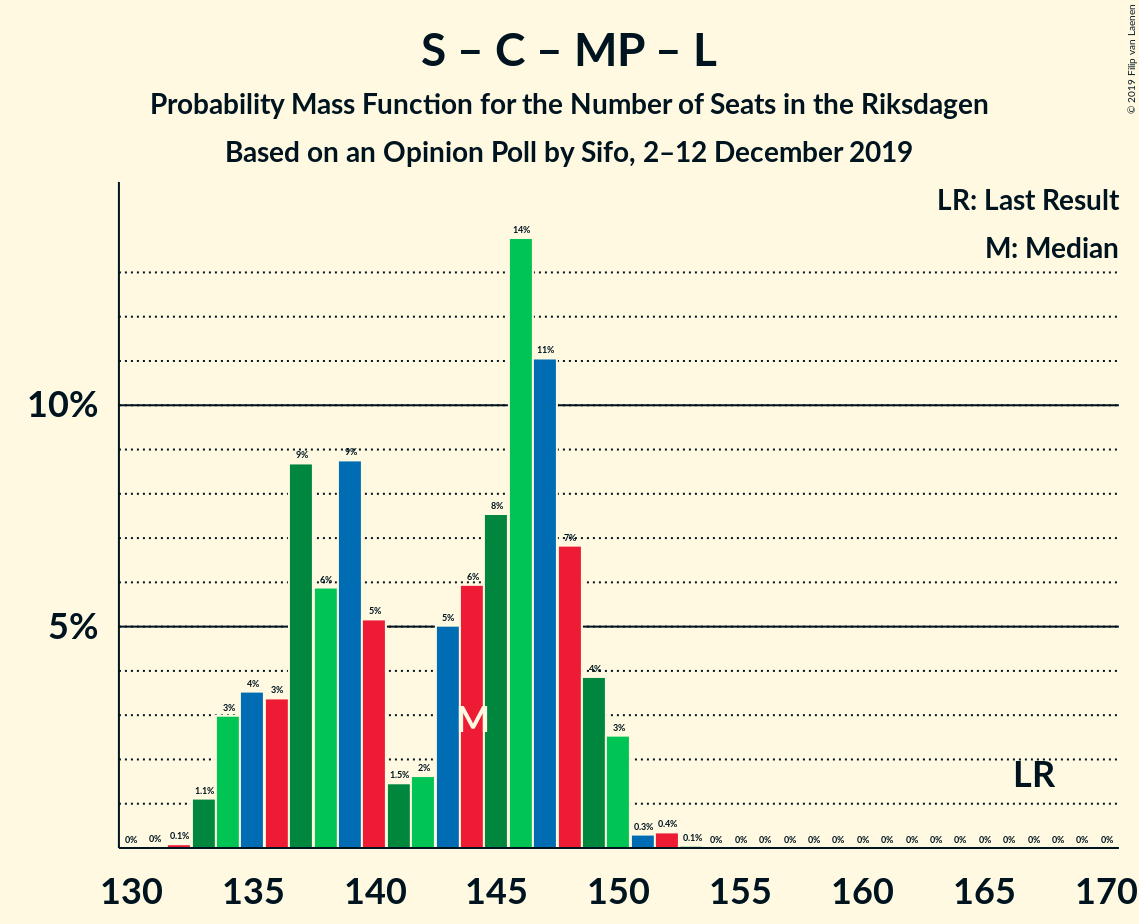 S – C – MP – L
Probability Mass Function for the Number of Seats in the Riksdagen
Based on an Opinion Poll by Sifo, 2–12 December 2019
© 2019 Filip van Laenen
LR: Last Result
M: Median
14%
11%
10%
9% 9%
8%
7%
6% 6%
5% 5%
5%
4% 3% 4%
3% 3%
M
2%
1.5%
1.1%
LR
0% 0% 0.1% 0.3% 0.4% 0.1% 0% 0% 0% 0% 0% 0% 0% 0% 0% 0% 0% 0% 0% 0% 0% 0% 0%
130 135 140 145 150 155 160 165 170